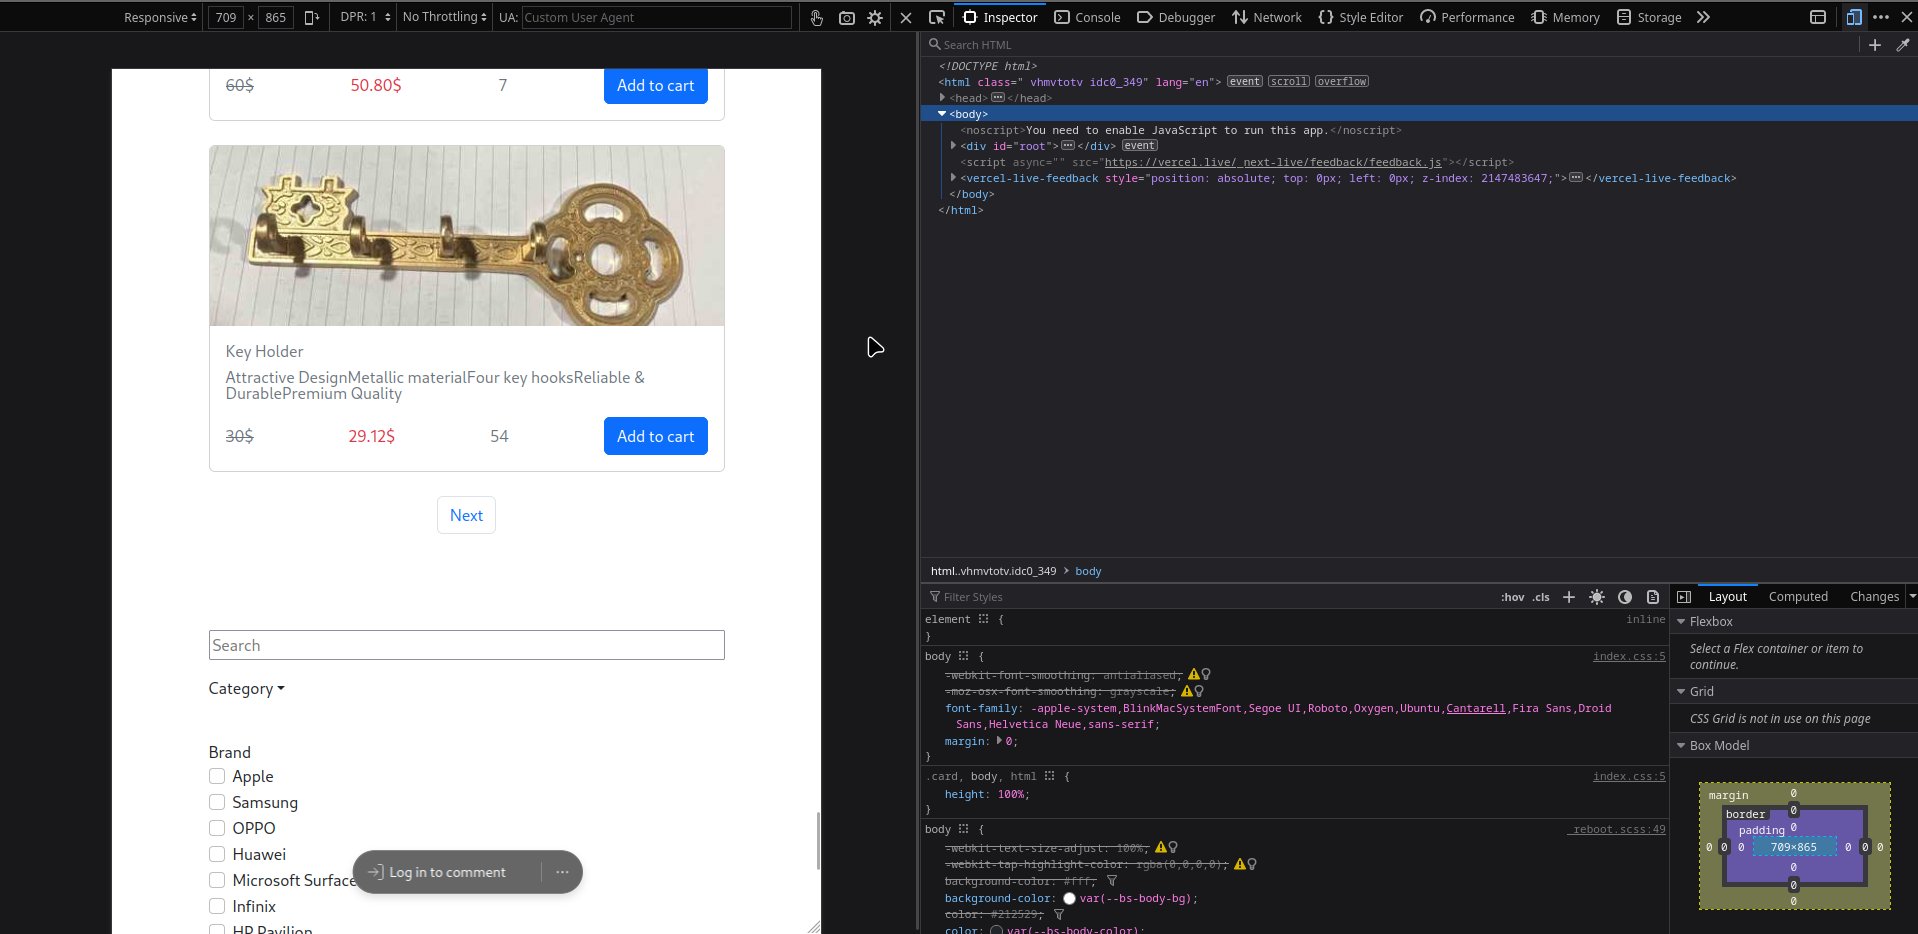 Responsive 709 × 865 DPR: 1 No Throttling UA: Custom User Agent
Inspector Console Debugger Network Style Editor Performance Memory Storage
60$ 50.80$ 7 Add to cart
Key Holder
Attractive DesignMetallic materialFour key hooksReliable &
DurablePremium Quality
30$ 29.12$ 54 Add to cart
Next
Search
Category
Brand
Apple
Samsung
OPPO
Huawei
Microsoft Surface
Infinix
HP Pavilion
Log in to comment ...
Search HTML
<!DOCTYPE html>
<html class=" vhmvtotv idc0_349" lang="en"> event scroll overflow
<head> ... </head>
<body>
<noscript>You need to enable JavaScript to run this app.</noscript>
<div id="root"> ... </div> event
<script async="" src="https://vercel.live/_next-live/feedback/feedback.js"></script>
<vercel-live-feedback style="position: absolute; top: 0px; left: 0px; z-index: 2147483647;"> ... </vercel-live-feedback>
</body>
</html>
html..vhmvtotv.idc0_349 > body
Filter Styles :hov .cls +
element { inline
}
body { index.css:5
-webkit-font-smoothing: antialiased;
-moz-osx-font-smoothing: grayscale;
font-family: -apple-system,BlinkMacSystemFont,Segoe UI,Roboto,Oxygen,Ubuntu,Cantarell,Fira Sans,Droid
Sans,Helvetica Neue,sans-serif;
margin: 0;
}
.card, body, html { index.css:5
height: 100%;
}
body { _reboot.scss:49
-webkit-text-size-adjust: 100%;
-webkit-tap-highlight-color: rgba(0,0,0,0);
background-color: #fff;
background-color: var(--bs-body-bg);
color: #212529;
color: var(--bs-body-color);
Layout Computed Changes
Flexbox
Select a Flex container or item to
continue.
Grid
CSS Grid is not in use on this page
Box Model
margin 0
border 0
padding 0
0 0 0 709×865 0 0 0
0
0
0